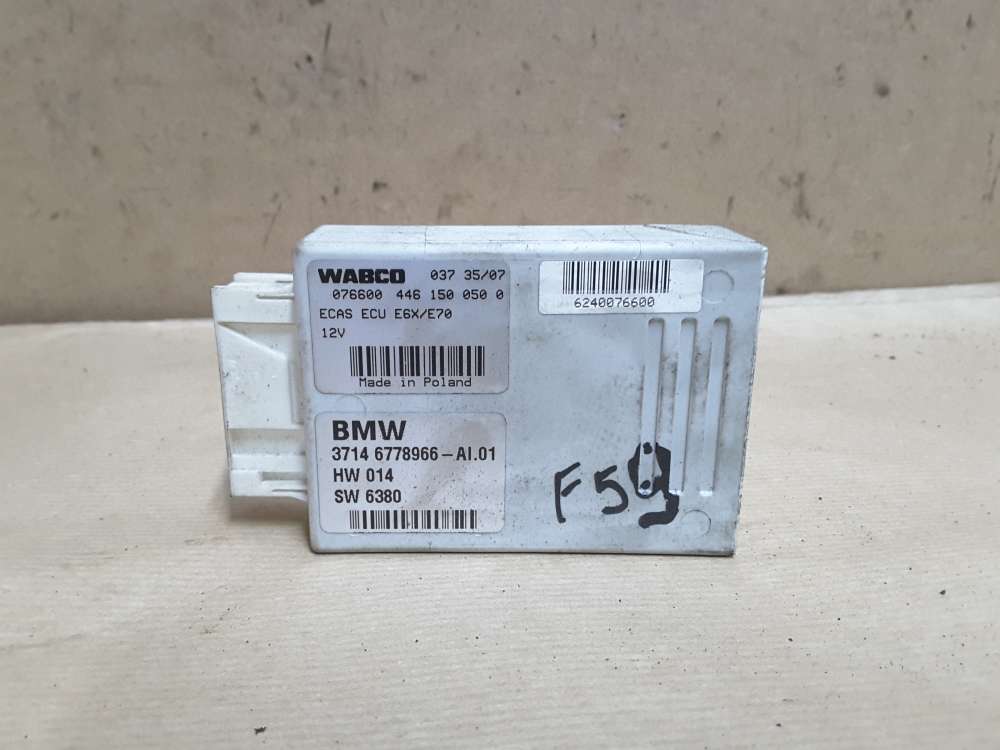 WABCO 037 35/07
076600 446 150 050 0
ECAS ECU E6X/E70
12V
Made in Poland
6240076600
BMW
3714 6778966-AI.01
HW 014
SW 6380